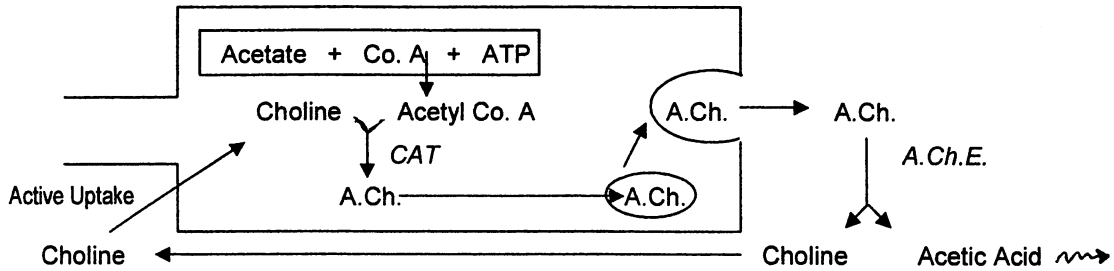 Acetate + Co. A + ATP
Choline Acetyl Co. A
A.Ch. A.Ch.
CAT A.Ch.E.
Active Uptake A.Ch. A.Ch.
Choline Choline Acetic Acid